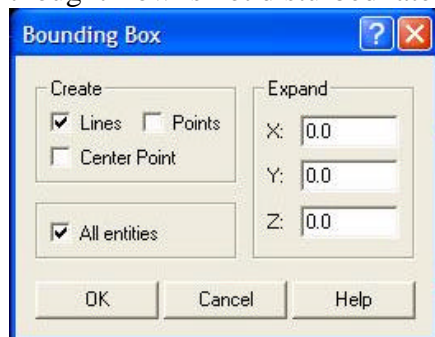 Bounding Box
Create
Lines Points
Center Point
All entities
Expand
X: 0.0
Y: 0.0
Z: 0.0
OK Cancel Help